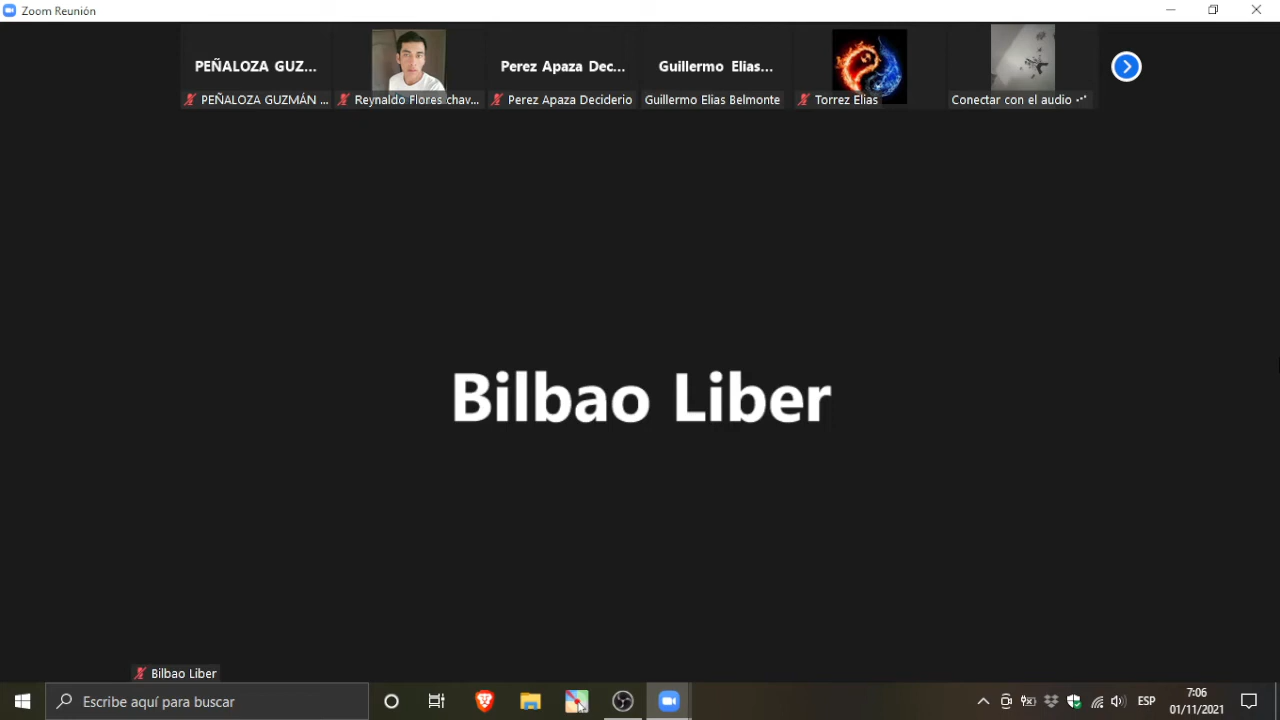 Zoom Reunión
PEÑALOZA GUZ...
Perez Apaza Dec...
Guillermo Elias...
PEÑALOZA GUZMÁN ...
Reynaldo Flores chav...
Perez Apaza Deciderio
Guillermo Elias Belmonte
Torrez Elias
Conectar con el audio
Bilbao Liber
Bilbao Liber
Escribe aquí para buscar
ESP
7:06
01/11/2021